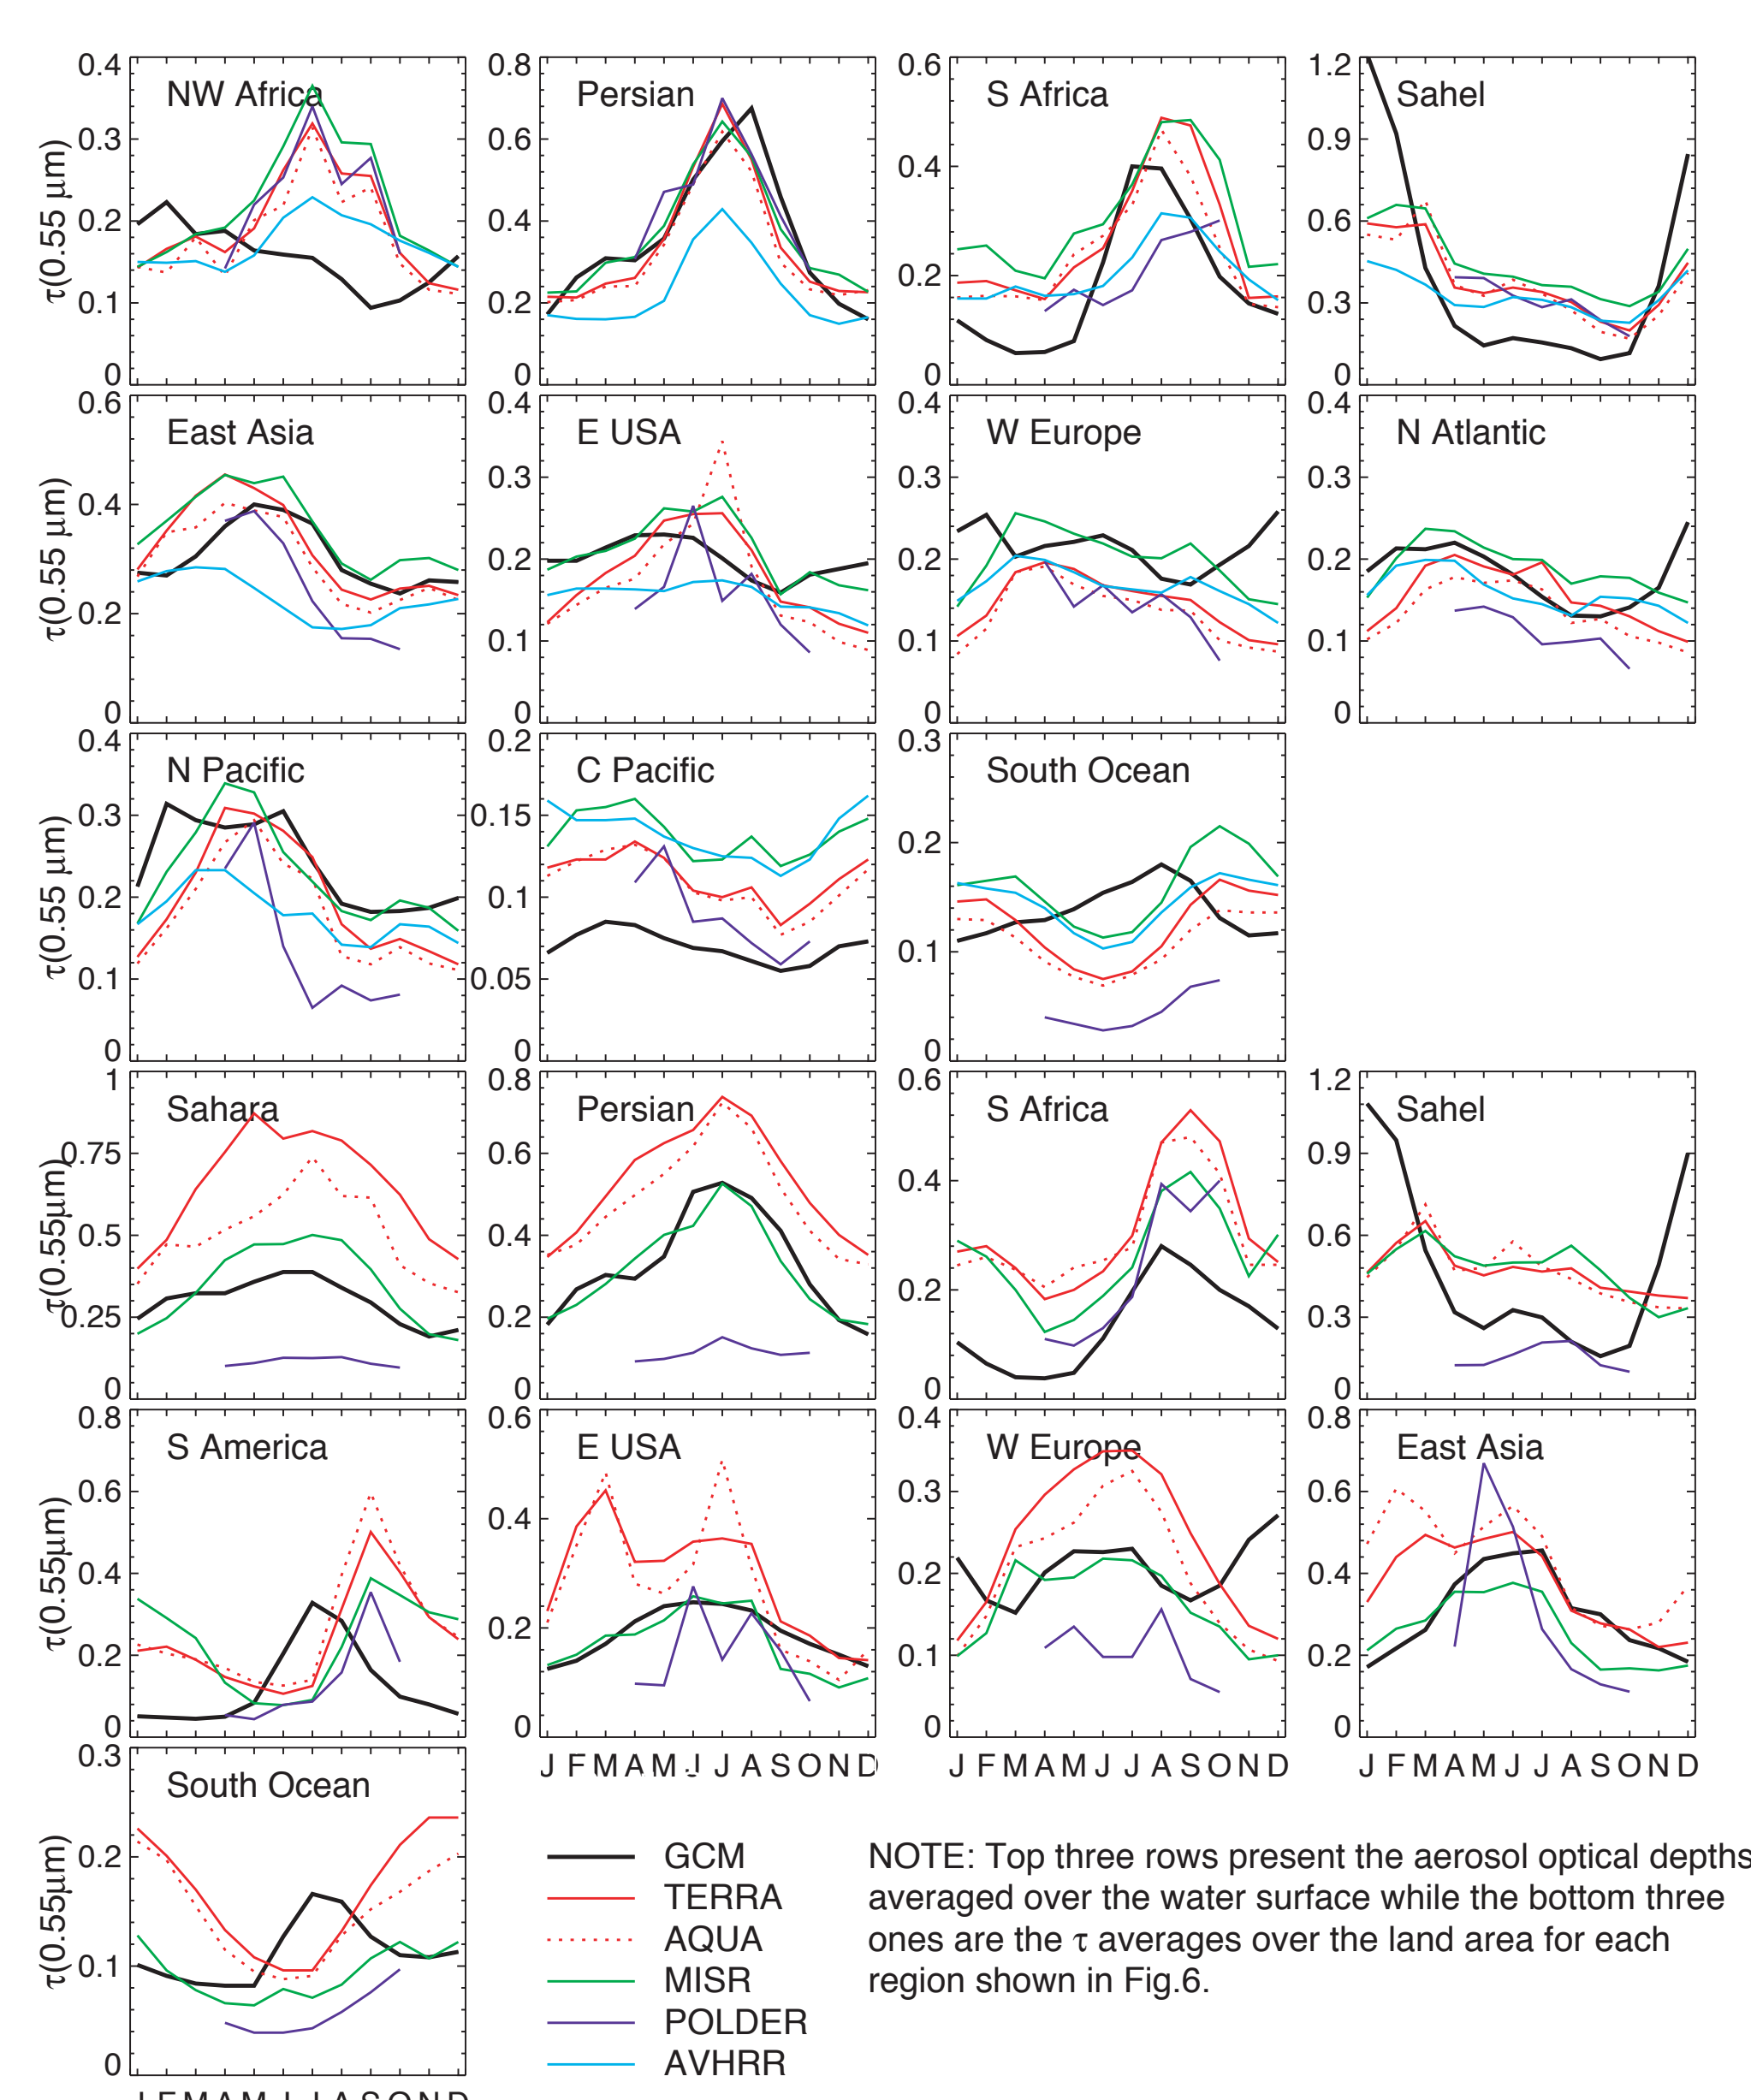 0.4 0.8 0.6 1.2
NW Africa Persian S Africa Sahel
0.3 0.6 0.4 0.9
τ(0.55 μm)
0.2 0.4 0.6
0.1 0.2 0.2 0.3
0 0 0 0
0.6 0.4 0.4 0.4
East Asia E USA W Europe N Atlantic
0.4 0.3 0.3 0.3
τ(0.55 μm)
0.2 0.2 0.2
0.2 0.1 0.1 0.1
0 0 0 0
0.4 0.2 0.3
N Pacific C Pacific South Ocean
0.3 0.15 0.2
τ(0.55 μm)
0.2 0.1
0.1 0.05 0.1
0 0 0
1 0.8 0.6 1.2
Sahara Persian S Africa Sahel
0.75 0.6 0.4 0.9
τ(0.55μm)
0.5 0.4 0.6
0.25 0.2 0.2 0.3
0 0 0 0
0.8 0.6 0.4 0.8
S America E USA W Europe East Asia
0.6 0.4 0.3 0.6
τ(0.55μm)
0.4 0.2 0.4
0.2 0.2 0.1 0.2
0 0 0 0
J F M A M J J A S O N D J F M A M J J A S O N D J F M A M J J A S O N D
0.3
South Ocean
0.2
τ(0.55μm)
0.1
0
J F M A M J J A S O N D
GCM
TERRA
AQUA
MISR
POLDER
AVHRR
NOTE: Top three rows present the aerosol optical depths
averaged over the water surface while the bottom three
ones are the τ averages over the land area for each
region shown in Fig.6.